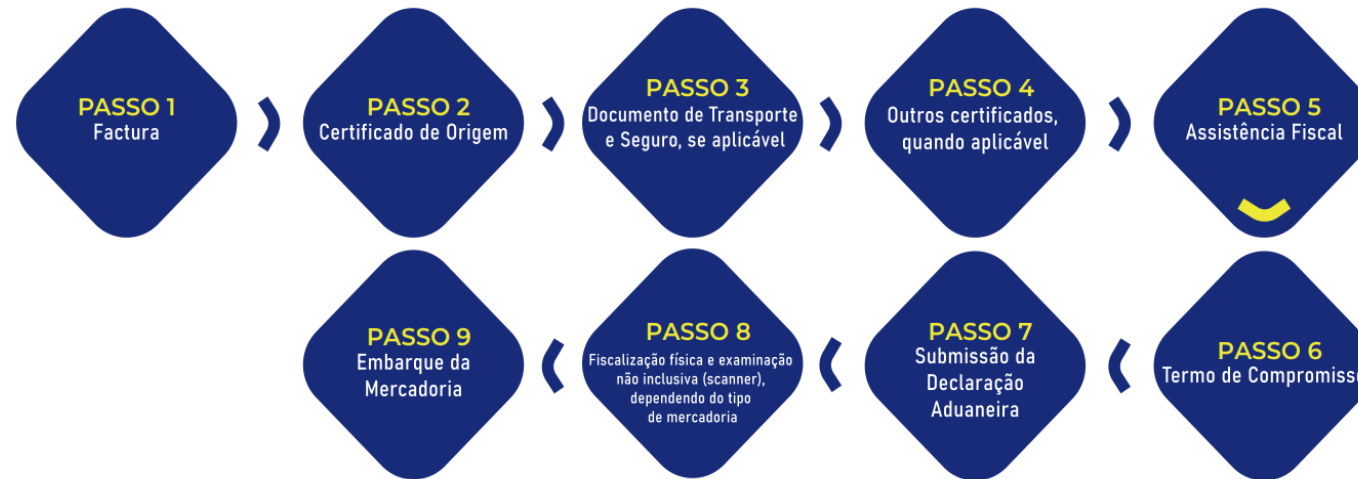 PASSO 1
Factura
PASSO 2
Certificado de Origem
PASSO 3
Documento de Transporte
e Seguro, se aplicável
PASSO 4
Outros certificados,
quando aplicável
PASSO 5
Assistência Fiscal
PASSO 6
Termo de Compromisso
PASSO 7
Submissão da
Declaração
Aduaneira
PASSO 8
Fiscalização física e examinação
não inclusiva (scanner),
dependendo do tipo
de mercadoria
PASSO 9
Embarque da
Mercadoria